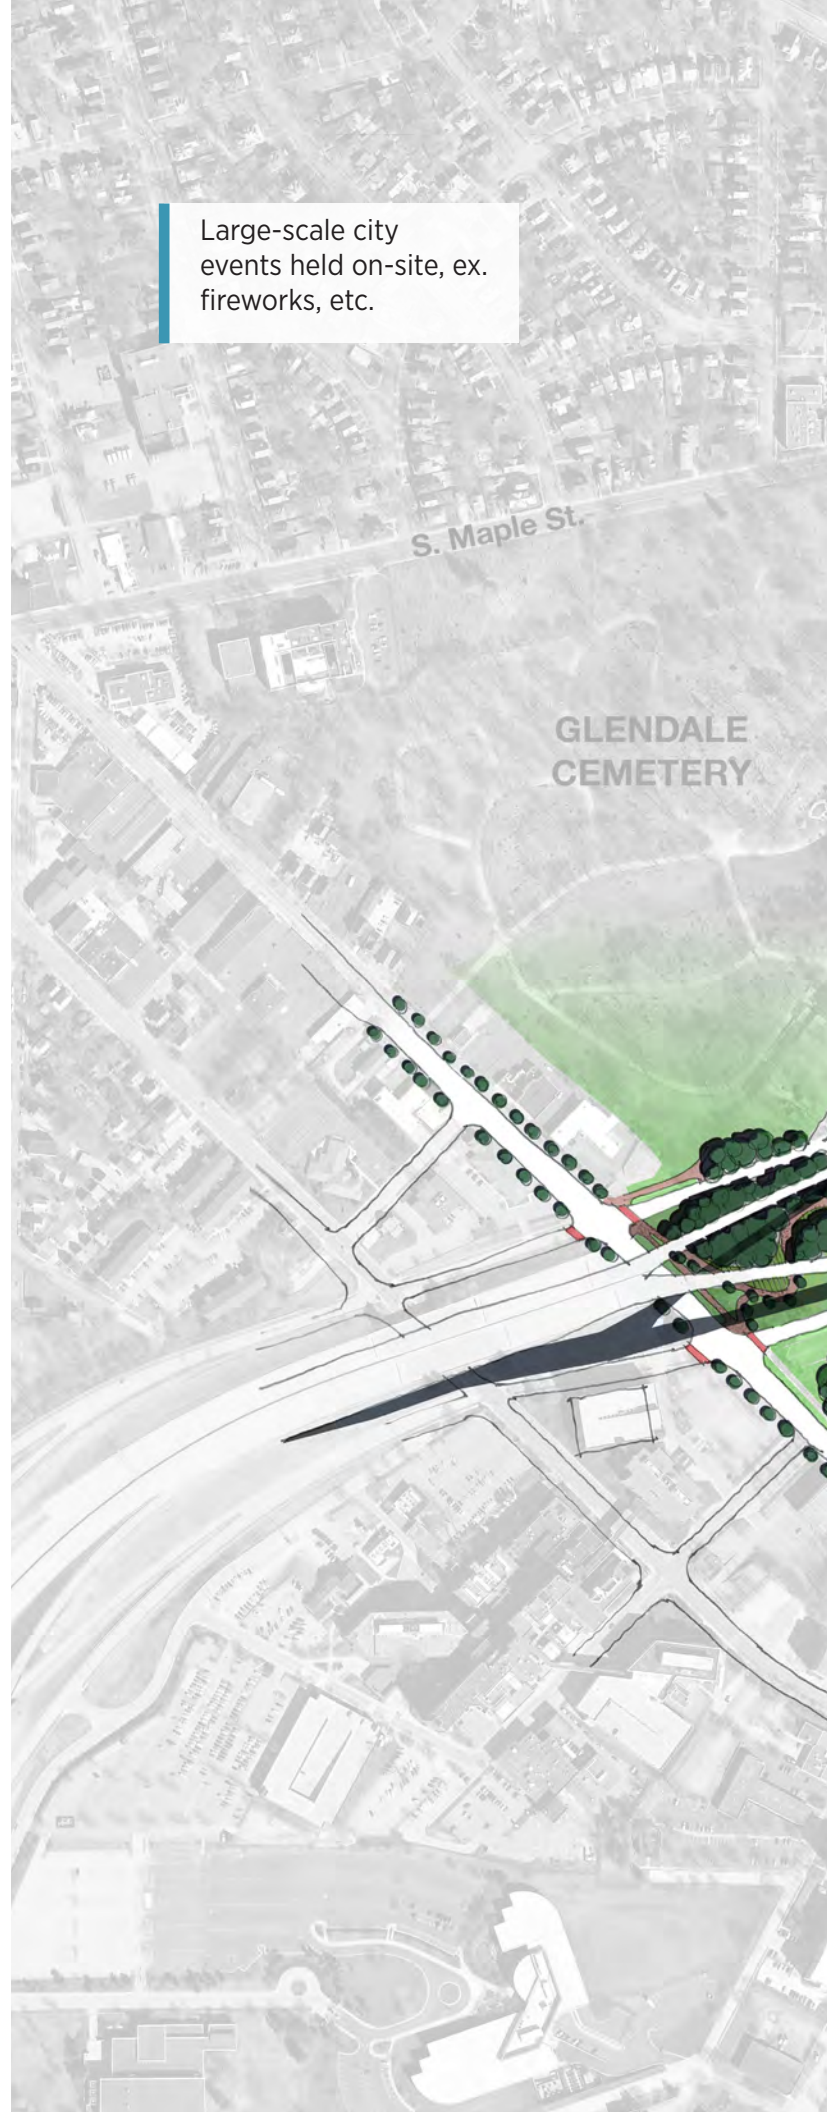 Large-scale city
events held on-site, ex.
fireworks, etc.
S. Maple St.
GLENDALE
CEMETERY